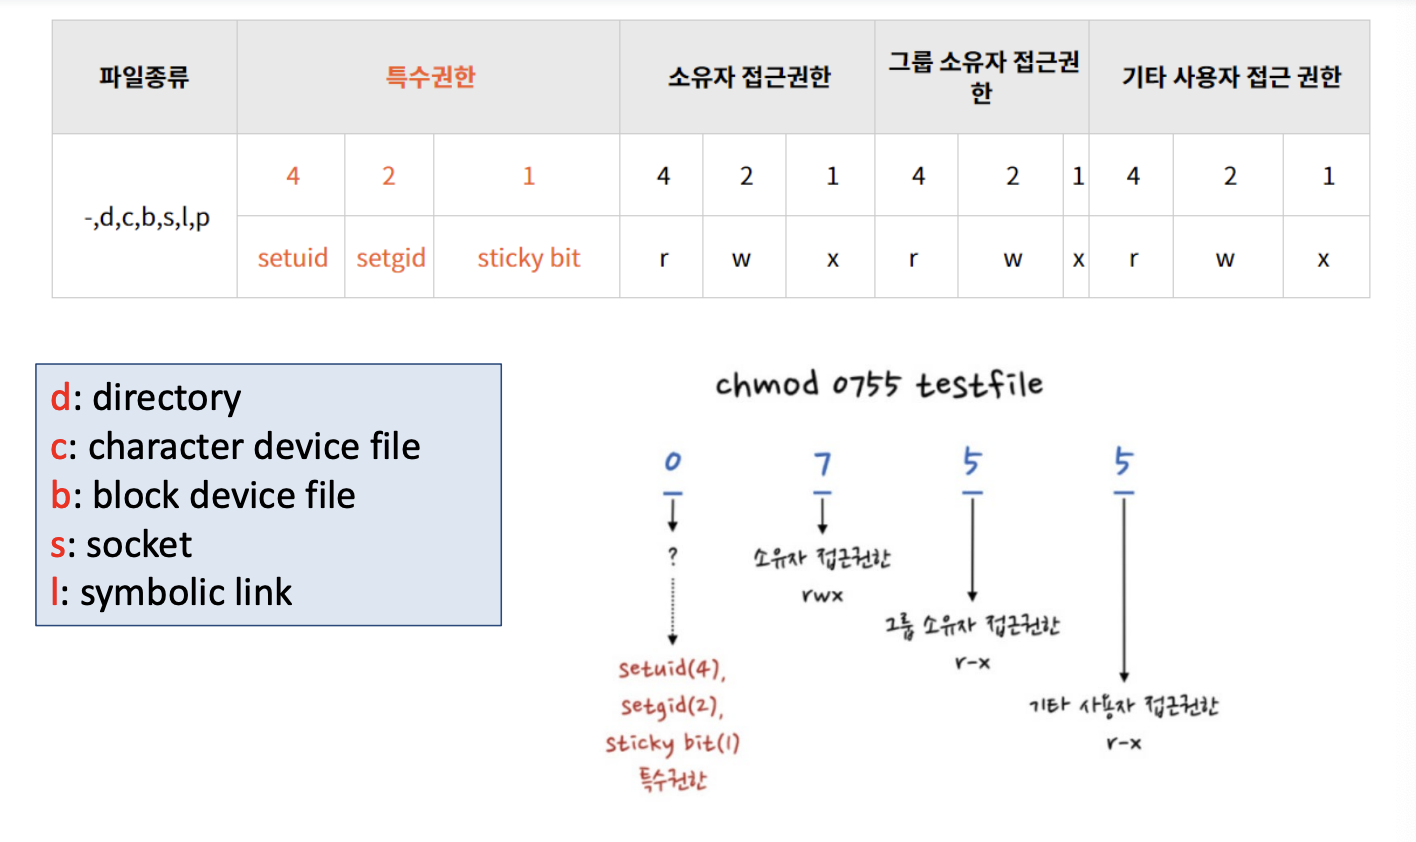 파일종류 특수권한 소유자 접근권한 그룹 소유자 접근권
한 기타 사용자 접근 권한
4 2 1 4 2 1 4 2 1 4 2 1
-,d,c,b,s,l,p
setuid setgid sticky bit r w x r w x r w x
d: directory
c: character device file
b: block device file
s: socket
l: symbolic link
chmod 0755 testfile
0 7 5 5
?
소유자 접근권한
rwx
그룹 소유자 접근권한
r-x
기타 사용자 접근권한
r-x
setuid(4),
setgid(2),
sticky bit(1)
특수권한